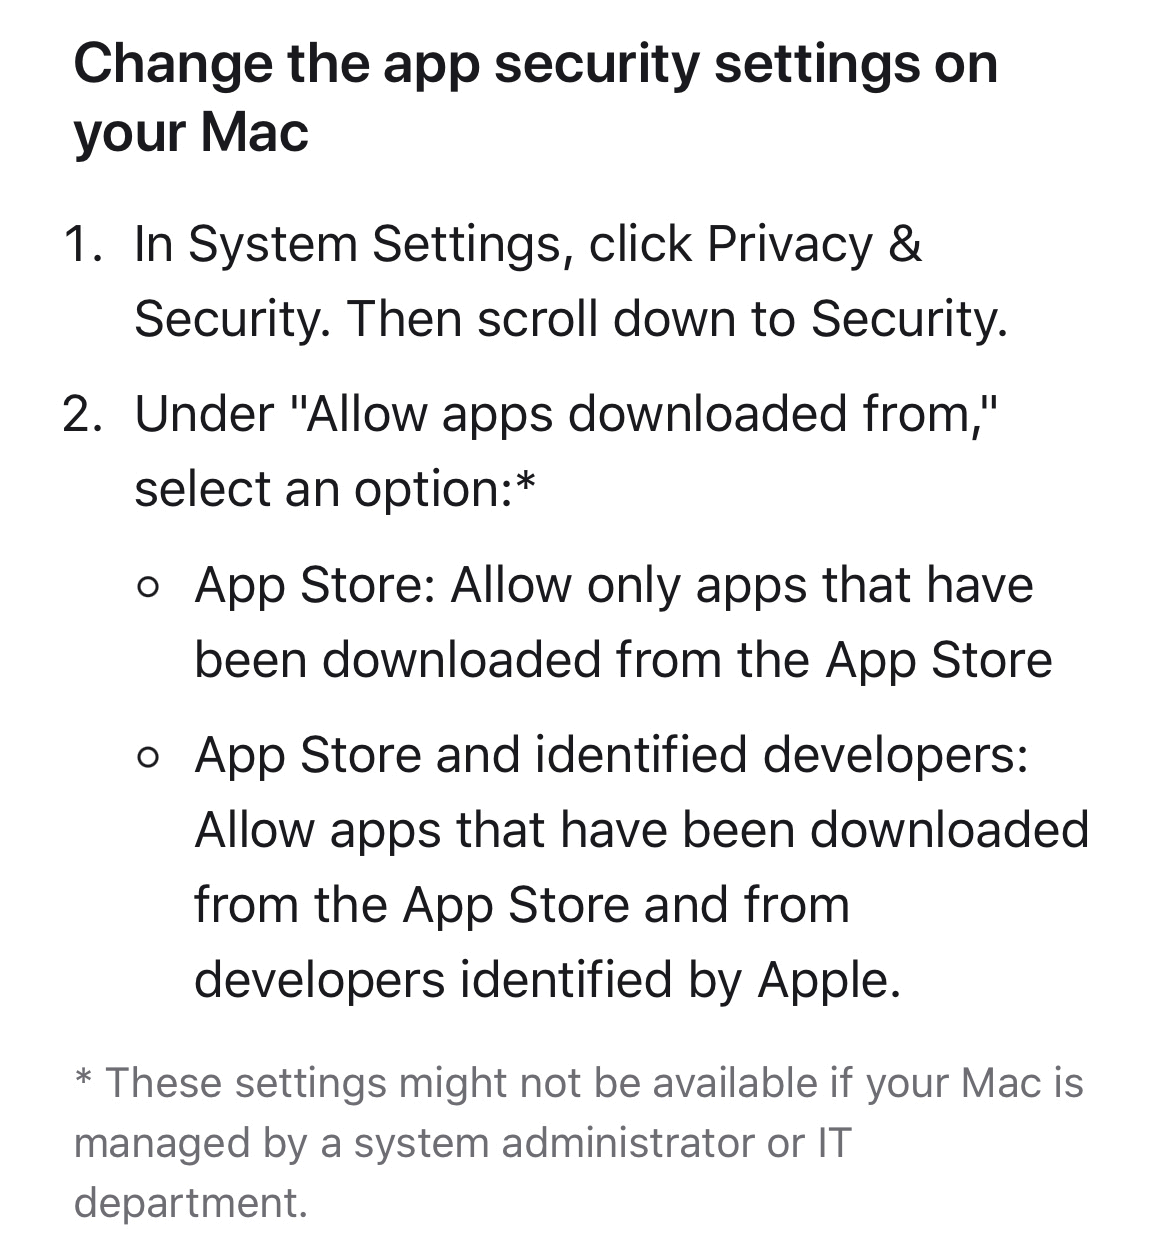 Change the app security settings on
your Mac
1. In System Settings, click Privacy &
Security. Then scroll down to Security.
2. Under "Allow apps downloaded from,"
select an option:*
○ App Store: Allow only apps that have
been downloaded from the App Store
○ App Store and identified developers:
Allow apps that have been downloaded
from the App Store and from
developers identified by Apple.
* These settings might not be available if your Mac is
managed by a system administrator or IT
department.